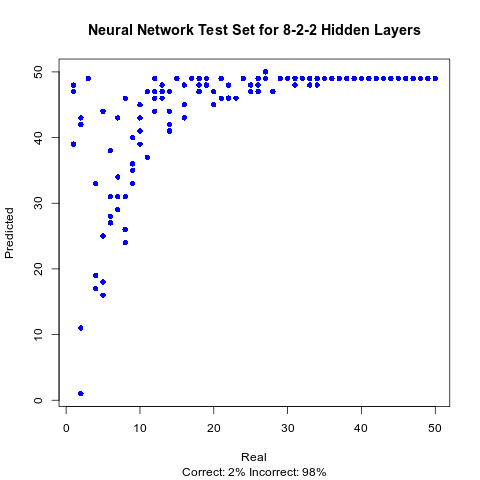 Neural Network Test Set for 8-2-2 Hidden Layers
Predicted
50
40
30
20
10
0
0 10 20 30 40 50
Real
Correct: 2% Incorrect: 98%